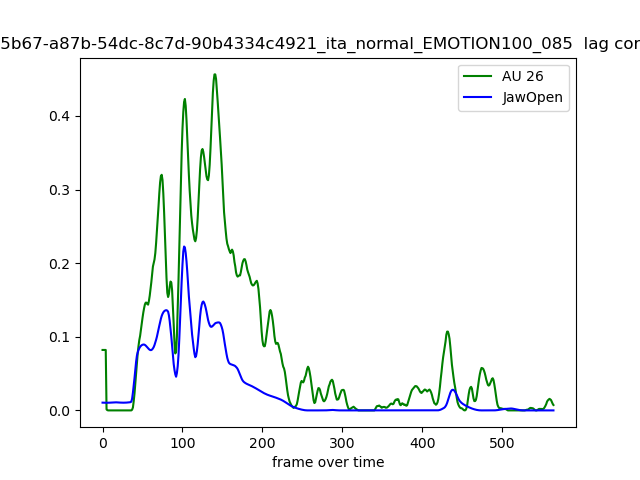 5b67-a87b-54dc-8c7d-90b4334c4921_ita_normal_EMOTION100_085 lag cor
AU 26
JawOpen
0.4
0.3
0.2
0.1
0.0
0 100 200 300 400 500
frame over time